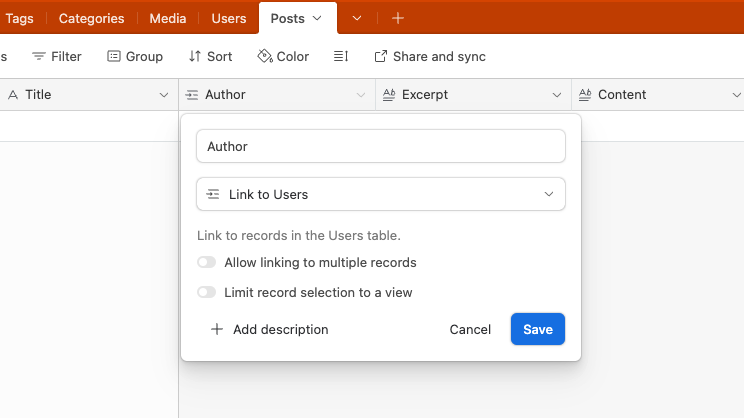 Tags Categories Media Users Posts
s Filter Group Sort Color Share and sync
Title Author Excerpt Content
Author
Link to Users
Link to records in the Users table.
Allow linking to multiple records
Limit record selection to a view
Add description Cancel Save